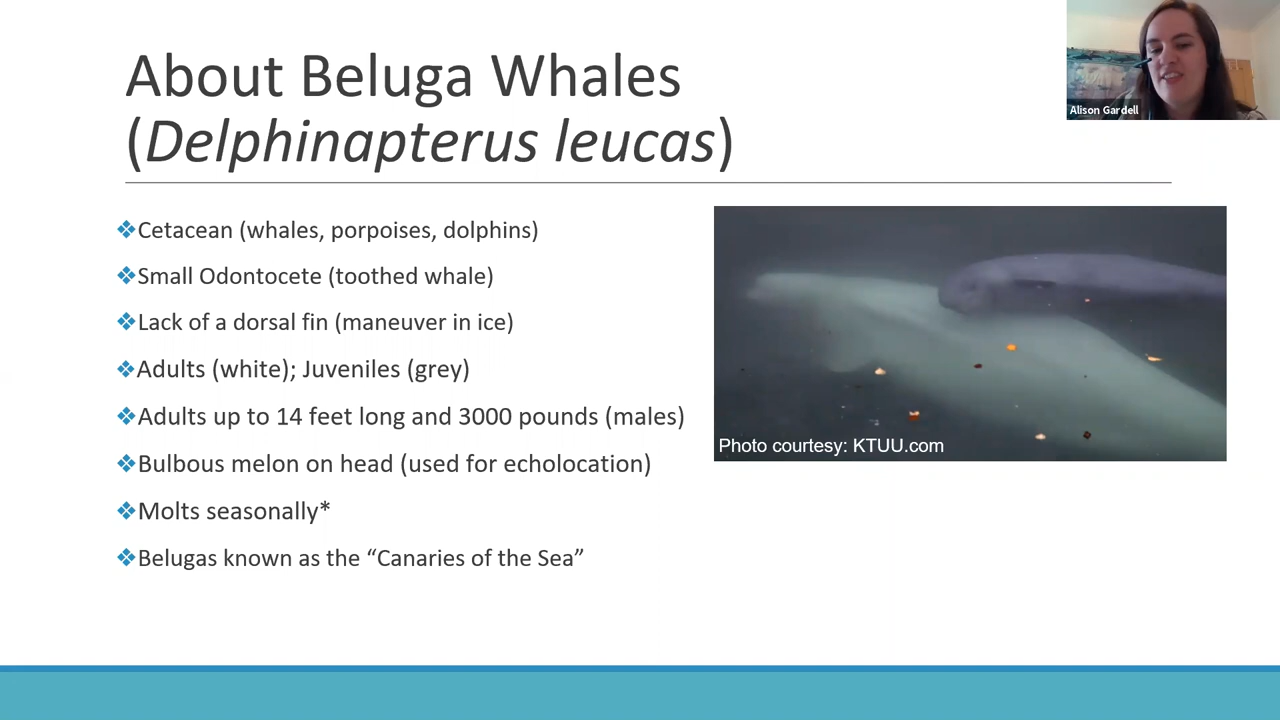 About Beluga Whales
(Delphinapterus leucas)
Alison Gardell
❖Cetacean (whales, porpoises, dolphins)
❖Small Odontocete (toothed whale)
❖Lack of a dorsal fin (maneuver in ice)
❖Adults (white); Juveniles (grey)
❖Adults up to 14 feet long and 3000 pounds (males)
❖Bulbous melon on head (used for echolocation)
❖Molts seasonally*
❖Belugas known as the “Canaries of the Sea”
Photo courtesy: KTUU.com